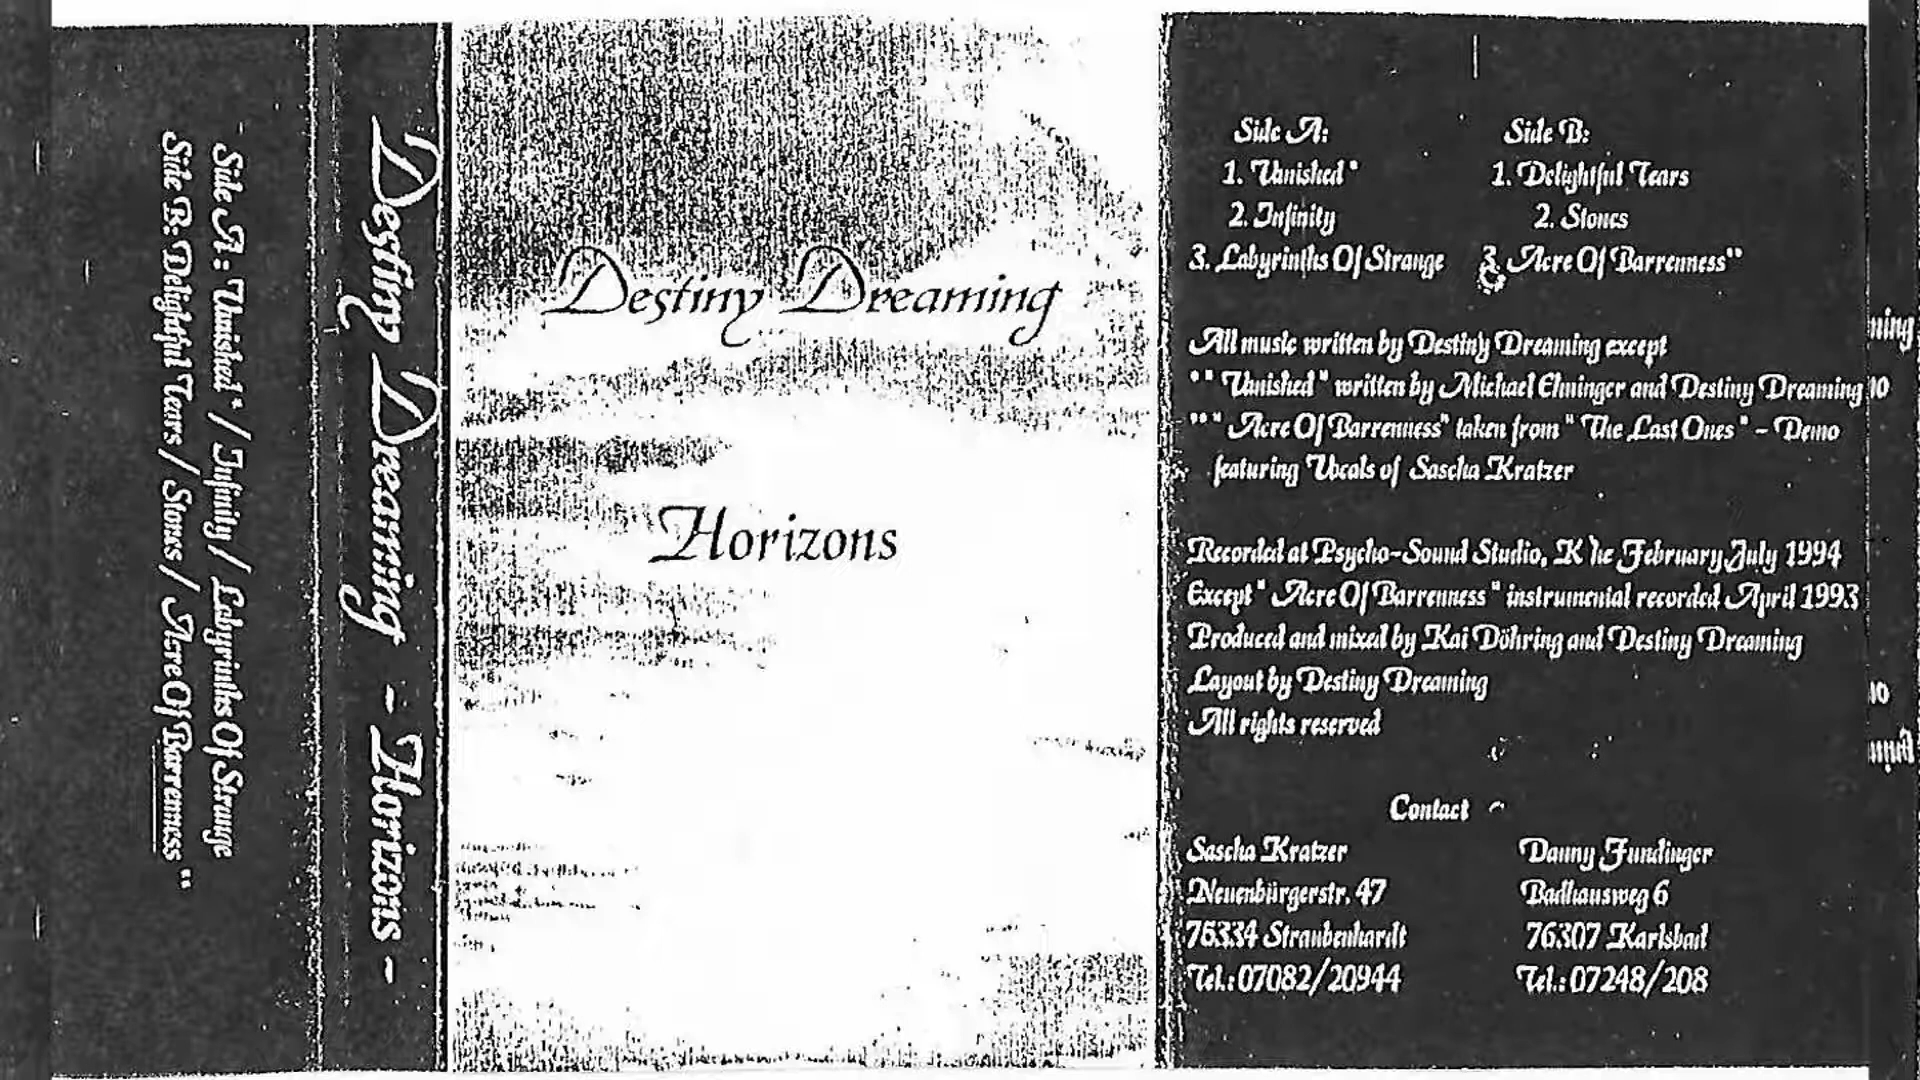 Side A: Vanished* / Infinity / Labyrinths Of Strange
Side B: Delightful Tears / Stones / Acre Of Barrenness**
Destiny Dreaming - Horizons -
Destiny Dreaming
Horizons
Side A:
1. Vanished*
2. Infinity
3. Labyrinths Of Strange
Side B:
1. Delightful Tears
2. Stones
3. Acre Of Barrenness**
All music written by Destiny Dreaming except
*" Vanished" written by Michael Elminger and Destiny Dreaming
**" Acre Of Barrenness" taken from " The Last Ones " - Demo
featuring Vocals of Sascha Kratzer
Recorded at Psycho-Sound Studio, February, July 1994
Except " Acre Of Barrenness " instrumental recorded April 1993
Produced and mixed by Kai Döhring and Destiny Dreaming
Layout by Destiny Dreaming
All rights reserved
Contact
Sascha Kratzer
Neuenbürgerstr. 47
76334 Straubenhardt
Tel.: 07082/20944
Danny Fundinger
Badhausweg 6
76307 Karlsbad
Tel.: 07248/208